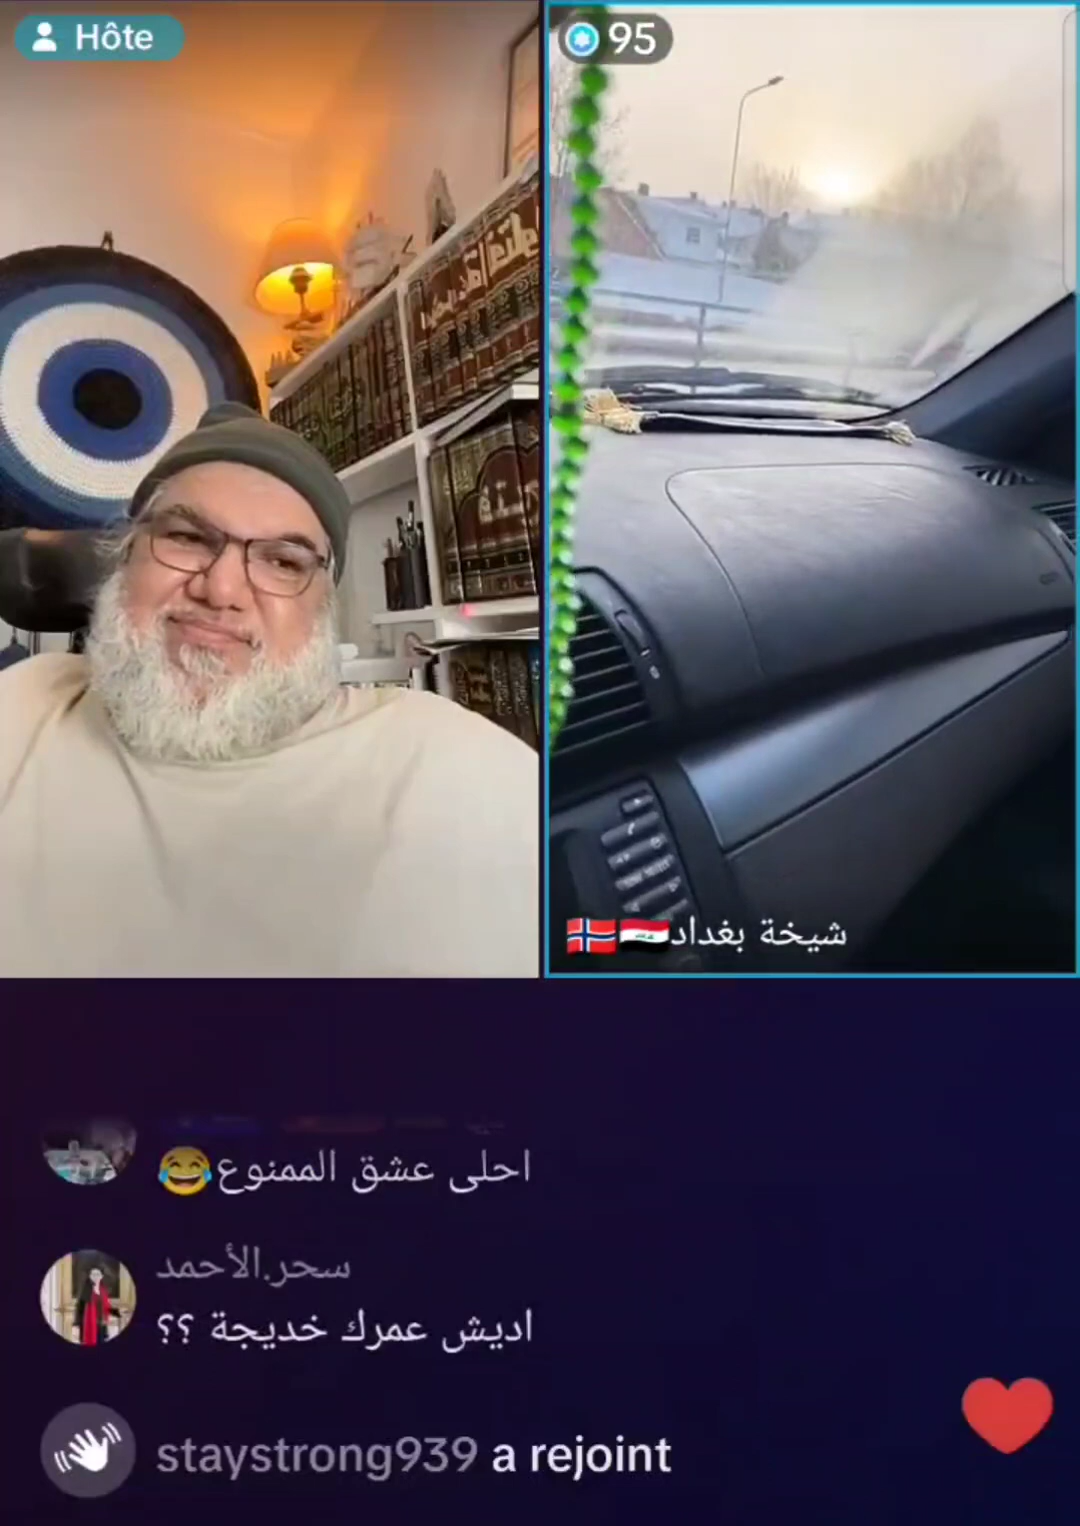 Hôte
95
شيخة بغداد🇮🇶🇳🇴
احلى عشق الممنوع😂
سحر.الأحمد
اديش عمرك خديجة ؟؟
staystrong939 a rejoint